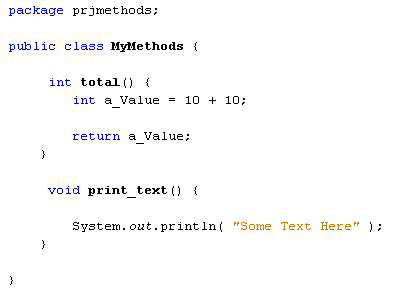 package prjmethods;
public class MyMethods {
int total() {
int a_Value = 10 + 10;
return a_Value;
}
void print_text() {
System.out.println( "Some Text Here" );
}
}